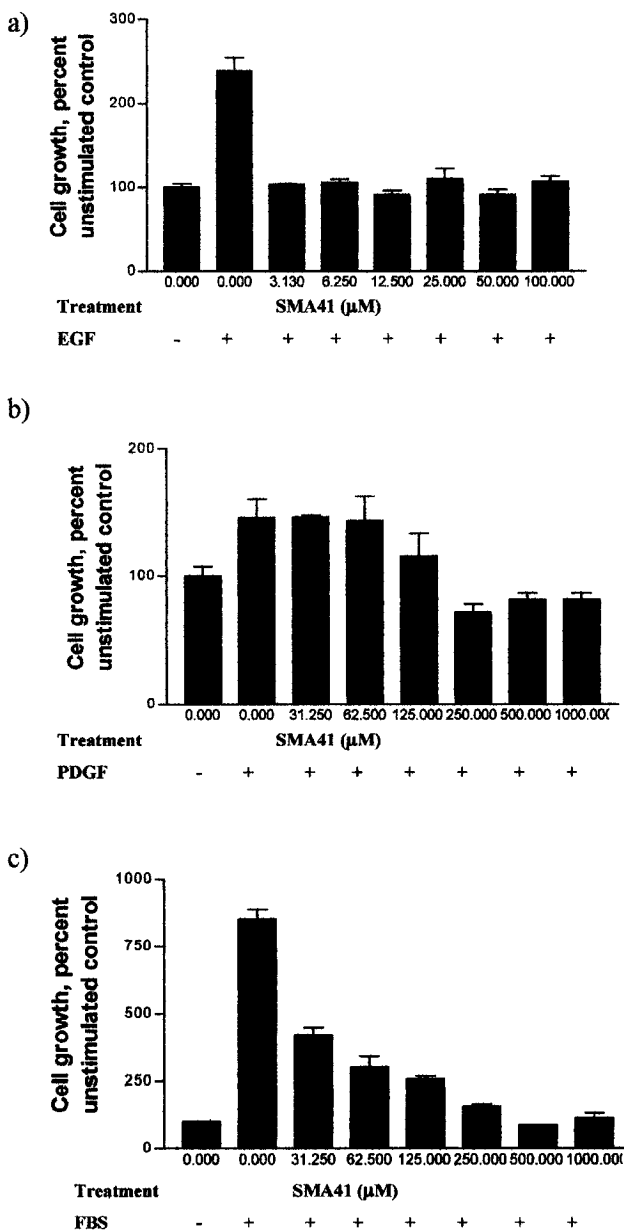 a)
Cell growth, percent
unstimulated control
300
200
100
0
0.000 0.000 3.130 6.250 12.500 25.000 50.000 100.000
Treatment SMA41 (µM)
EGF - + + + + + + +
b)
Cell growth, percent
unstimulated control
200
100
0
0.000 0.000 31.250 62.500 125.000 250.000 500.000 1000.000
Treatment SMA41 (µM)
PDGF - + + + + + + +
c)
Cell growth, percent
unstimulated control
1000
750
500
250
0
0.000 0.000 31.250 62.500 125.000 250.000 500.000 1000.000
Treatment SMA41 (µM)
FBS - + + + + + + +